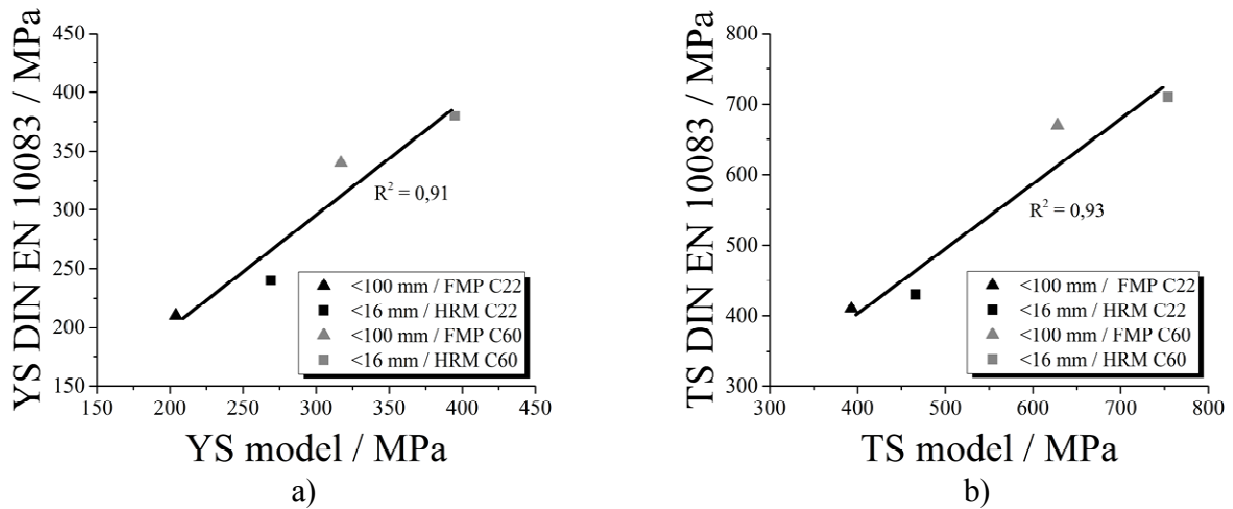 YS DIN EN 10083 / MPa
450
400
350
300
250
200
150
R² = 0,91
<100 mm / FMP C22
<16 mm / HRM C22
<100 mm / FMP C60
<16 mm / HRM C60
150 200 250 300 350 400 450
YS model / MPa
a)
TS DIN EN 10083 / MPa
800
700
600
500
400
300
R² = 0,93
<100 mm / FMP C22
<16 mm / HRM C22
<100 mm / FMP C60
<16 mm / HRM C60
300 400 500 600 700 800
TS model / MPa
b)